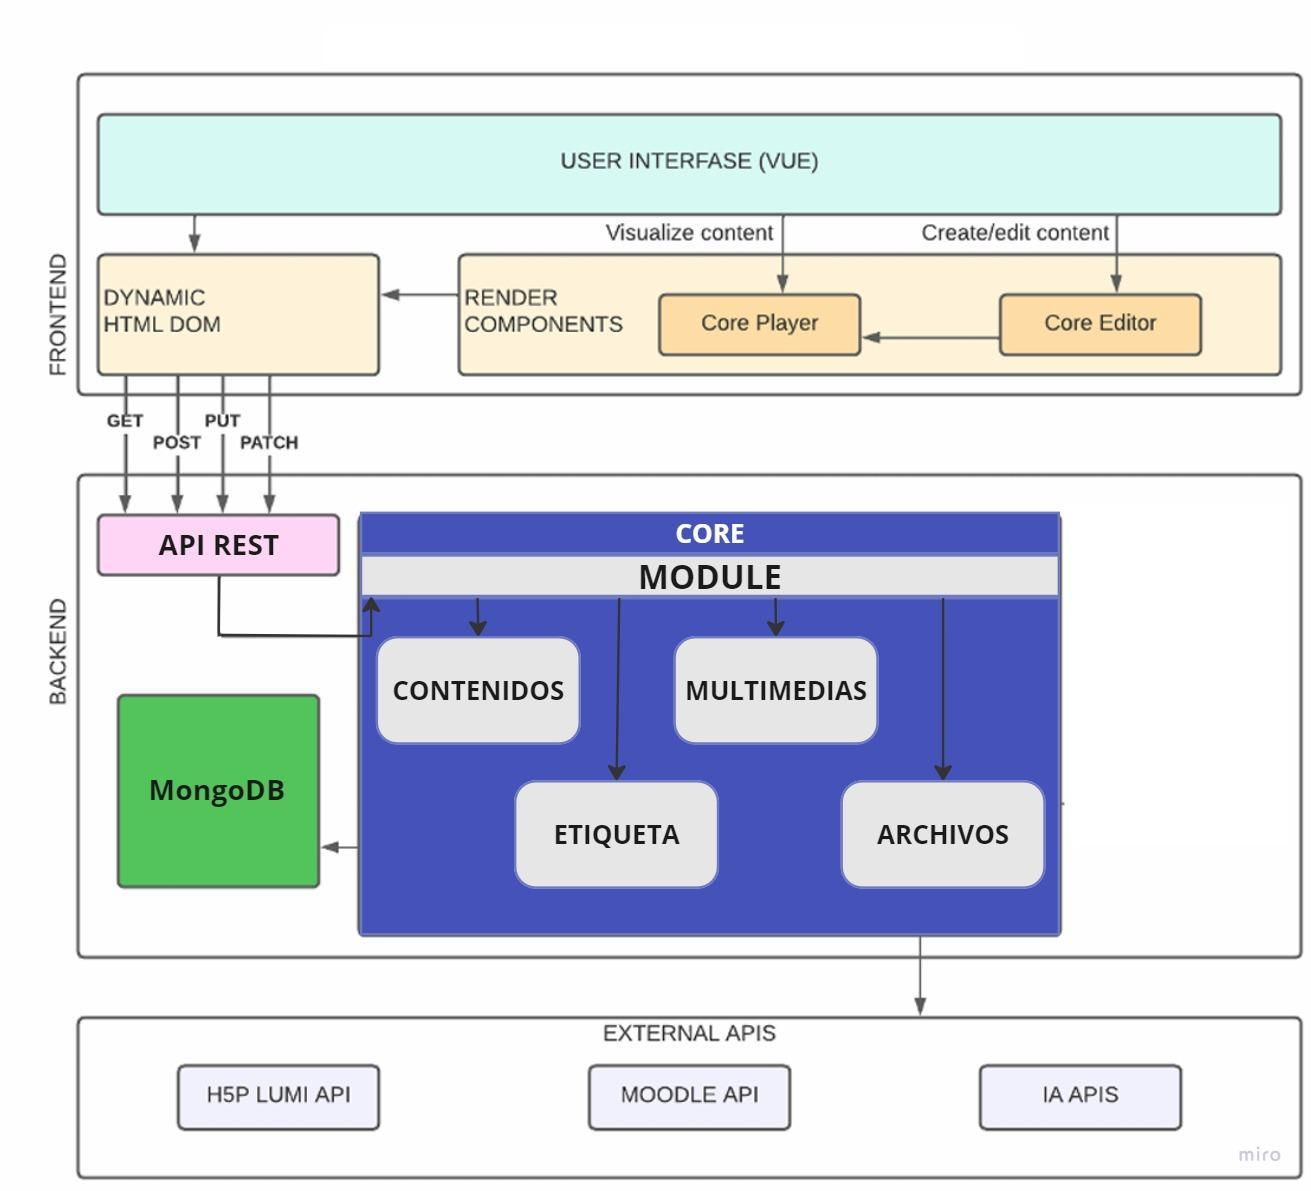 USER INTERFASE (VUE)
Visualize content
Create/edit content
FRONTEND
DYNAMIC
HTML DOM
RENDER
COMPONENTS
Core Player
Core Editor
GET
POST
PUT
PATCH
BACKEND
API REST
CORE
MODULE
CONTENIDOS
MULTIMEDIAS
MongoDB
ETIQUETA
ARCHIVOS
EXTERNAL APIS
H5P LUMI API
MOODLE API
IA APIS
miro